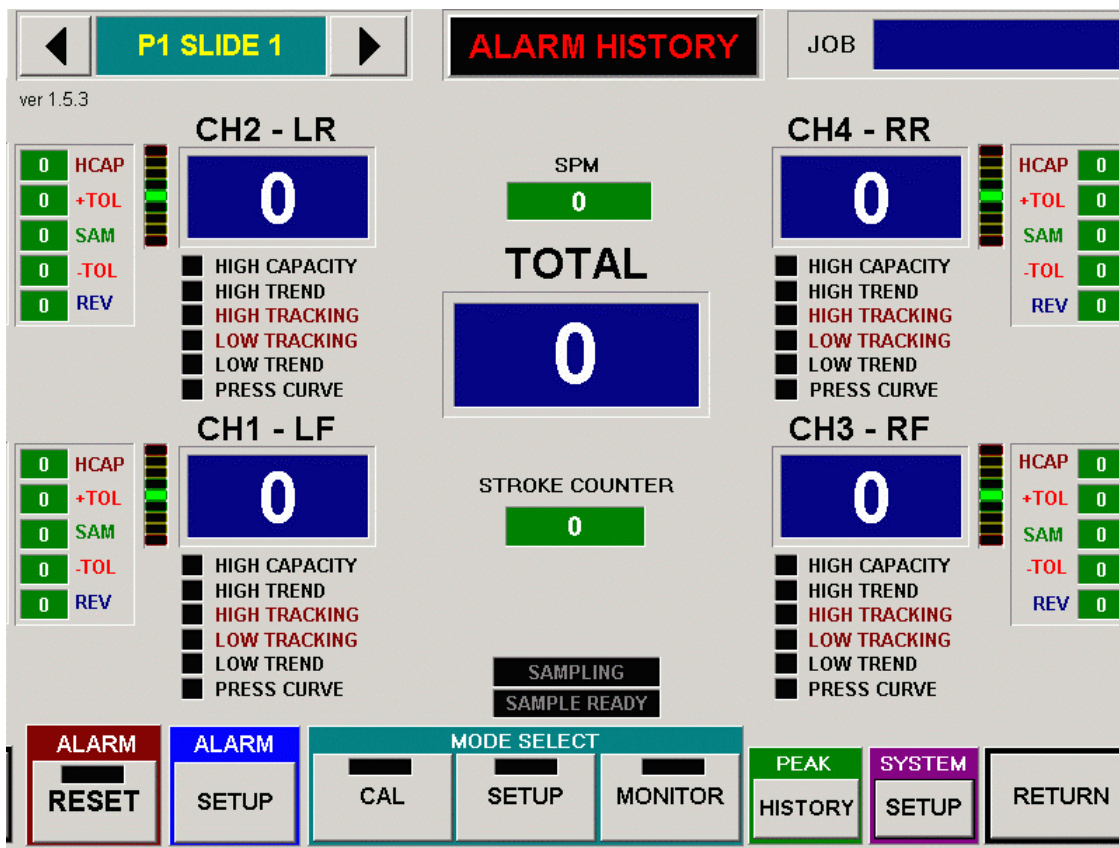 P1 SLIDE 1
ALARM HISTORY
JOB
ver 1.5.3
CH2 - LR
0
0 HCAP
0 +TOL
0 SAM
0 -TOL
0 REV
HIGH CAPACITY
HIGH TREND
HIGH TRACKING
LOW TRACKING
LOW TREND
PRESS CURVE
SPM
0
TOTAL
0
CH4 - RR
0
HCAP 0
+TOL 0
SAM 0
-TOL 0
REV 0
HIGH CAPACITY
HIGH TREND
HIGH TRACKING
LOW TRACKING
LOW TREND
PRESS CURVE
CH1 - LF
0
0 HCAP
0 +TOL
0 SAM
0 -TOL
0 REV
HIGH CAPACITY
HIGH TREND
HIGH TRACKING
LOW TRACKING
LOW TREND
PRESS CURVE
STROKE COUNTER
0
SAMPLING
SAMPLE READY
CH3 - RF
0
HCAP 0
+TOL 0
SAM 0
-TOL 0
REV 0
HIGH CAPACITY
HIGH TREND
HIGH TRACKING
LOW TRACKING
LOW TREND
PRESS CURVE
ALARM
RESET
ALARM
SETUP
MODE SELECT
CAL
SETUP
MONITOR
PEAK
HISTORY
SYSTEM
SETUP
RETURN